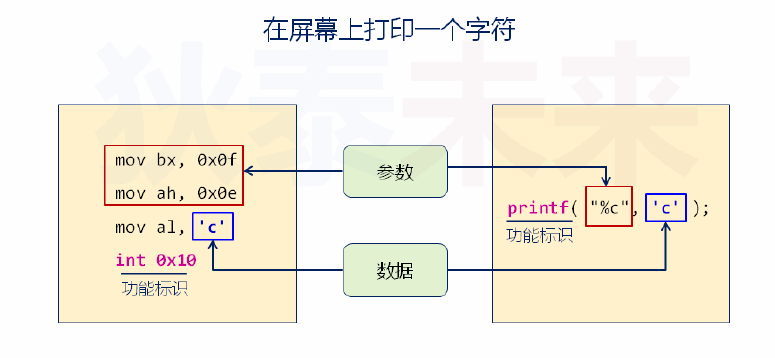 在屏幕上打印一个字符
狄泰未来
mov bx, 0x0f
mov ah, 0x0e
mov al, 'c'
int 0x10
功能标识
参数
数据
printf( "%c", 'c' );
功能标识